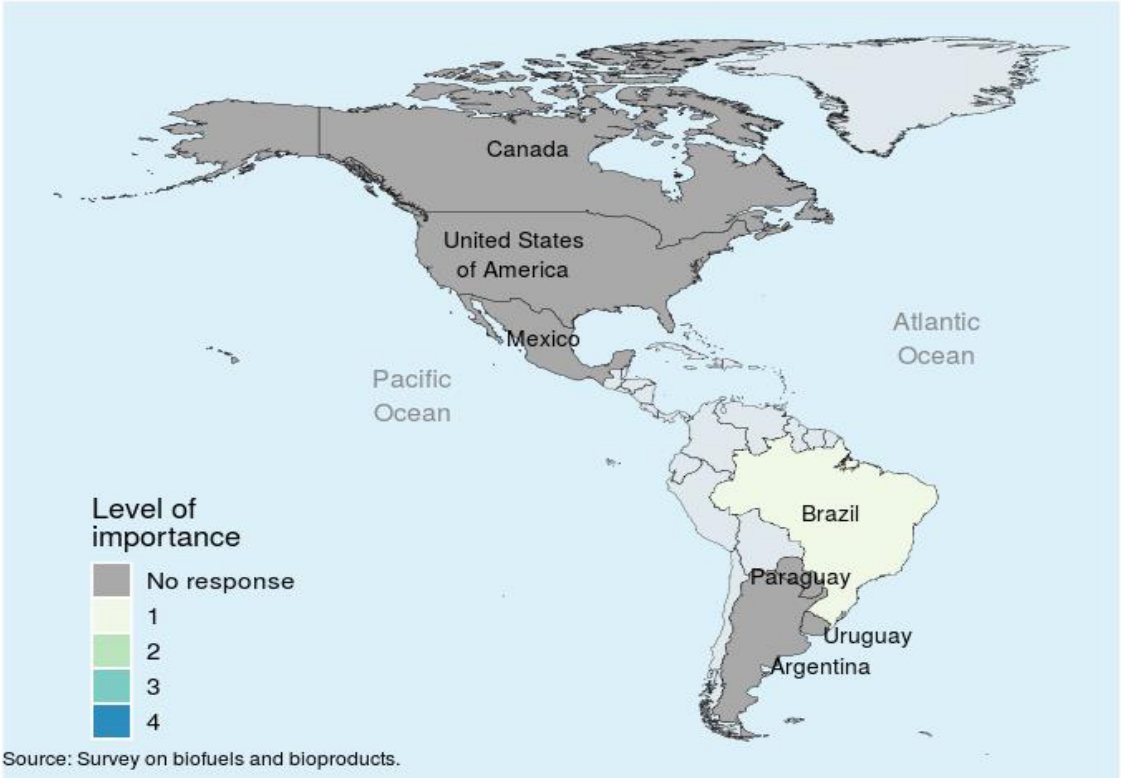 Canada
United States
of America
Mexico
Atlantic
Ocean
Pacific
Ocean
Brazil
Paraguay
Uruguay
Argentina
Level of
importance
No response
1
2
3
4
Source: Survey on biofuels and bioproducts.